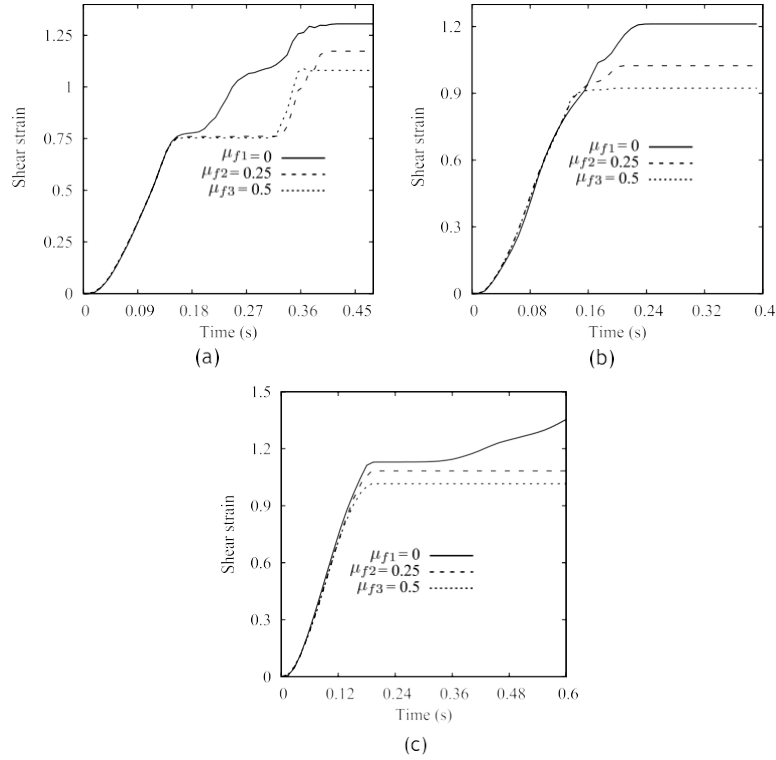 1.25
1
0.75
0.5
0.25
0
Shear strain
μf1=0
μf2=0.25
μf3=0.5
0 0.09 0.18 0.27 0.36 0.45
Time (s)
(a)
1.2
0.9
0.6
0.3
0
Shear strain
μf1=0
μf2=0.25
μf3=0.5
0 0.08 0.16 0.24 0.32 0.4
Time (s)
(b)
1.5
1.2
0.9
0.6
0.3
0
Shear strain
μf1=0
μf2=0.25
μf3=0.5
0 0.12 0.24 0.36 0.48 0.6
Time (s)
(c)